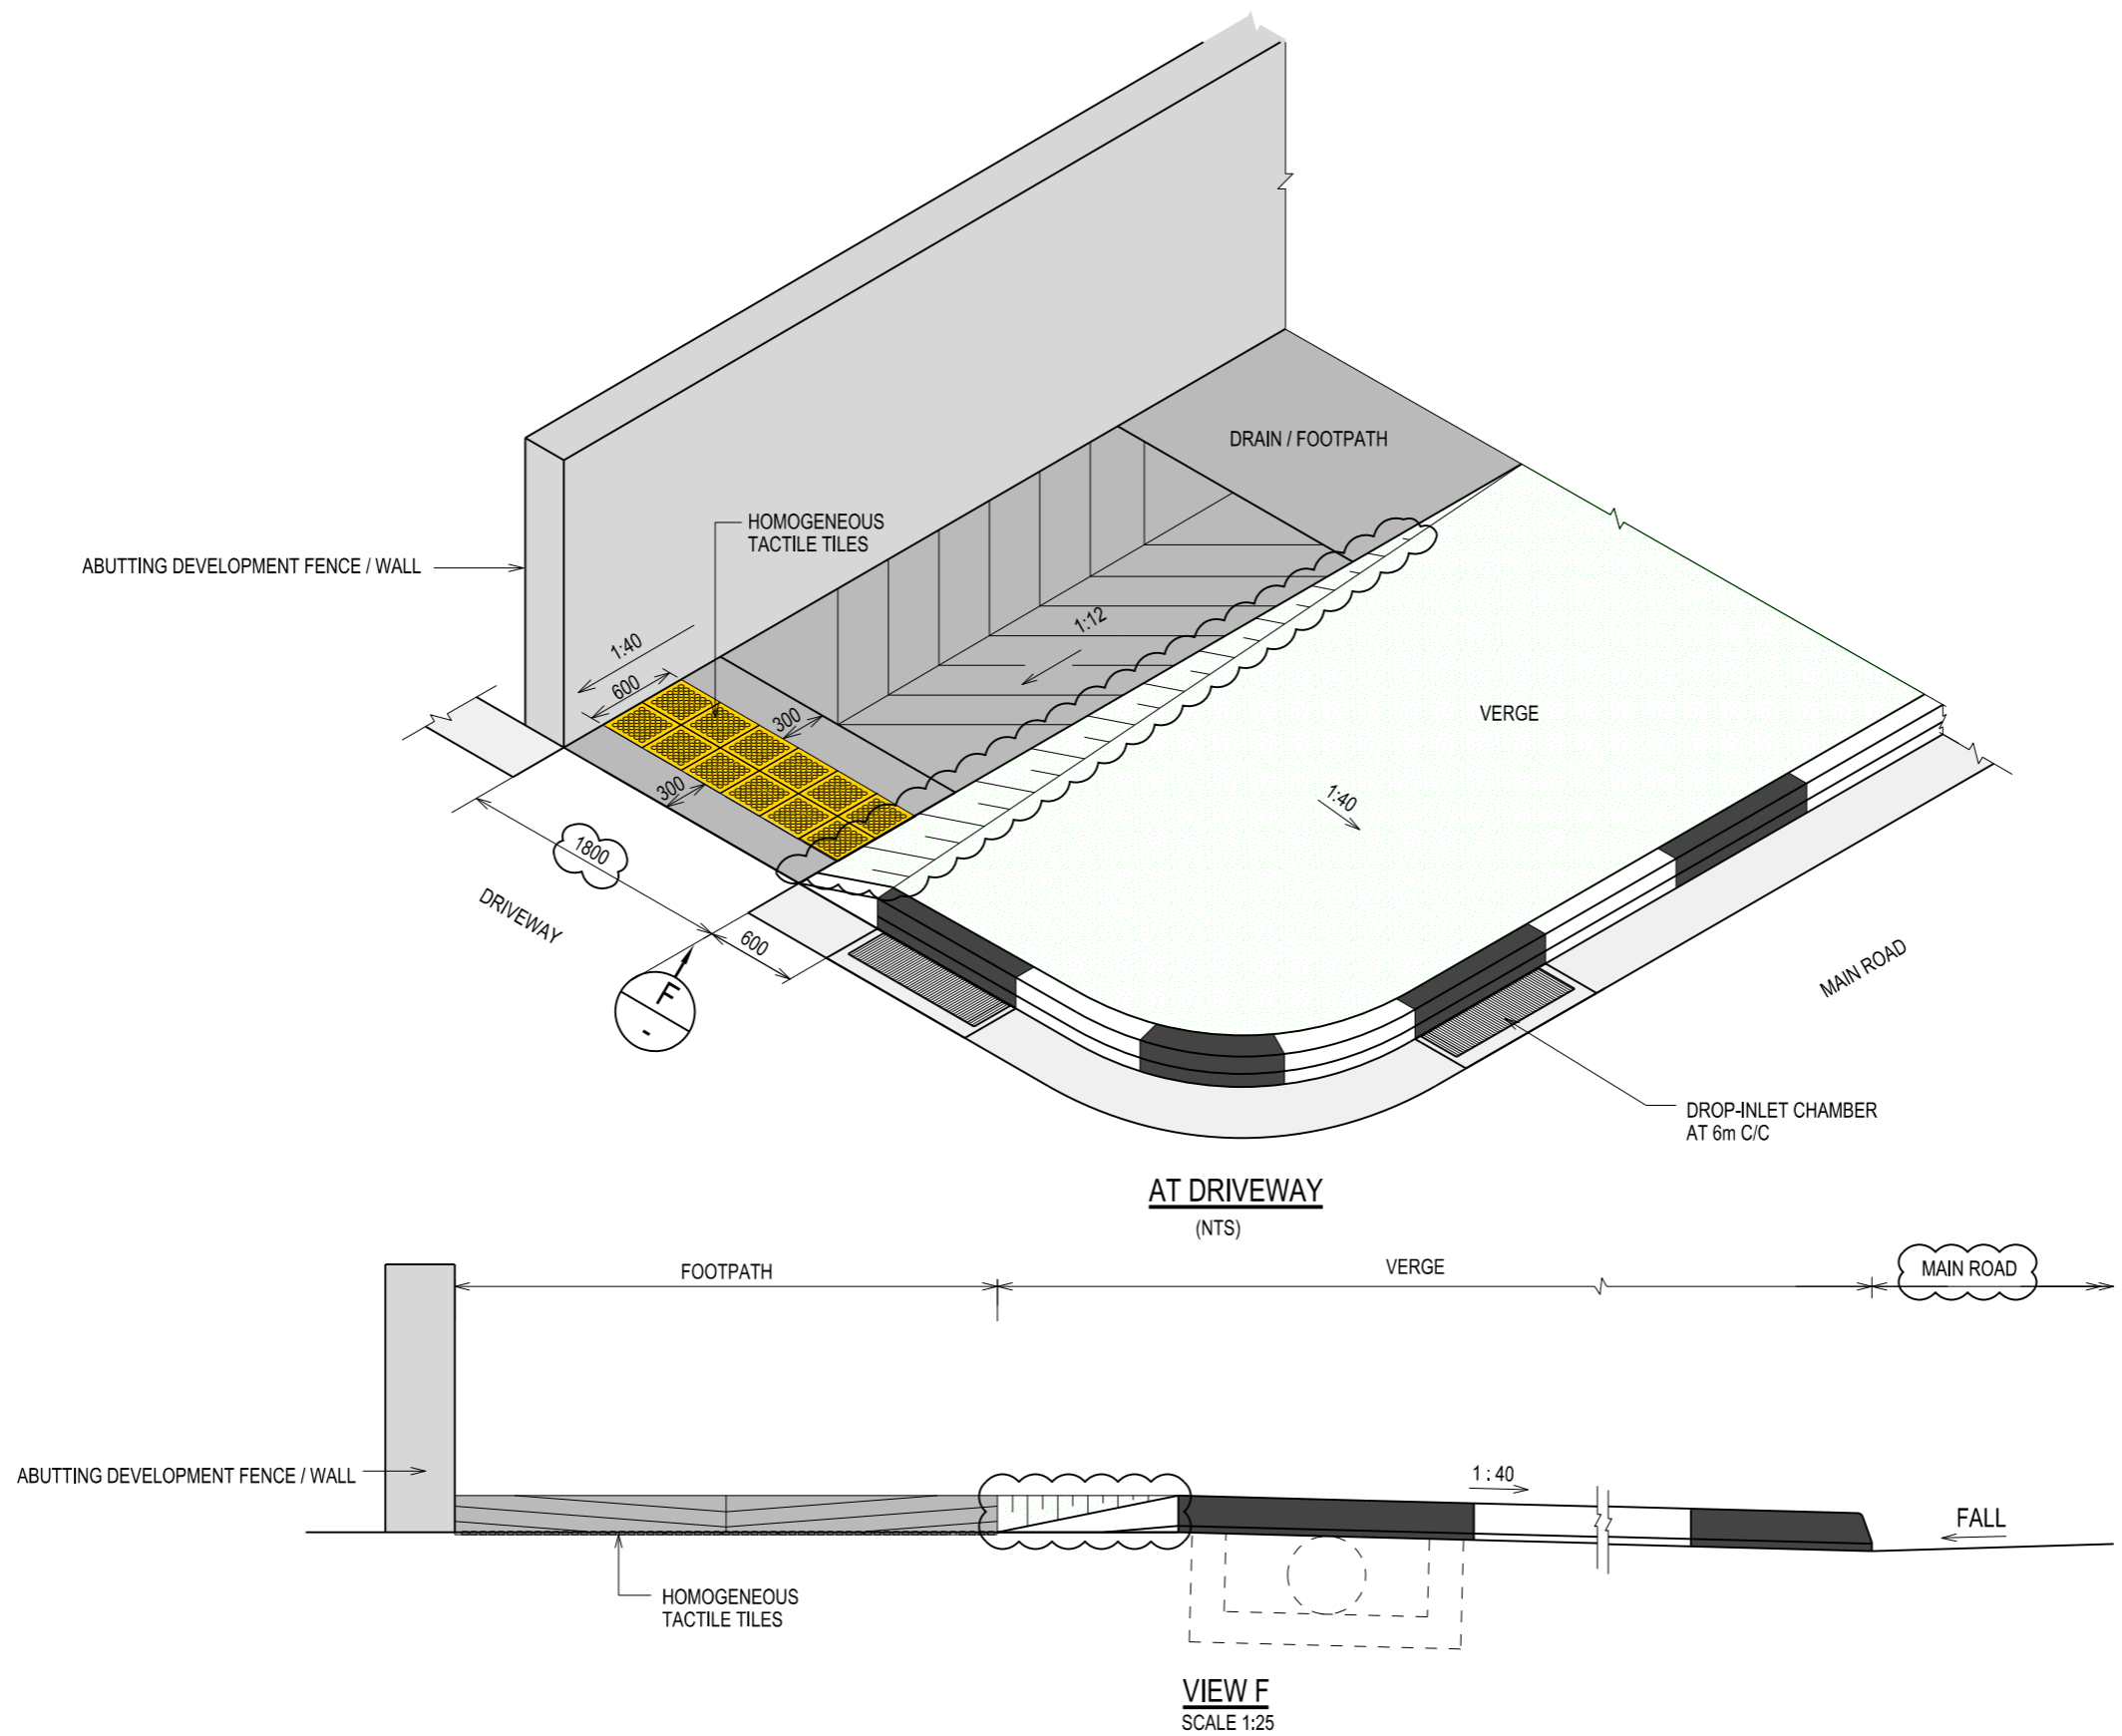 DRAIN / FOOTPATH
HOMOGENEOUS
TACTILE TILES
ABUTTING DEVELOPMENT FENCE / WALL
1:12
1:40
600
300
300
VERGE
1:40
1800
DRIVEWAY
600
F
-
MAIN ROAD
DROP-INLET CHAMBER
AT 6m C/C
AT DRIVEWAY
(NTS)
FOOTPATH
VERGE
MAIN ROAD
ABUTTING DEVELOPMENT FENCE / WALL
1 : 40
FALL
HOMOGENEOUS
TACTILE TILES
VIEW F
SCALE 1:25